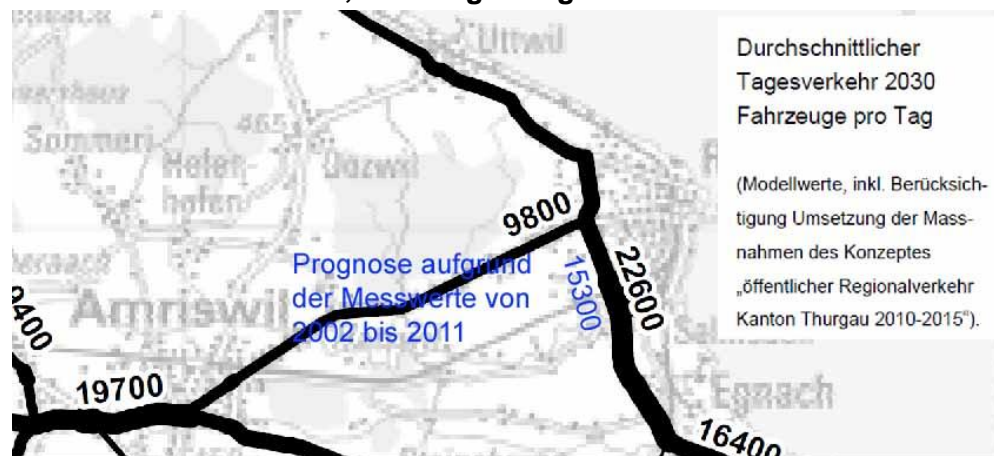 Uttwil
Durchschnittlicher
Tagesverkehr 2030
Fahrzeuge pro Tag
465
Sommeri
Hefen-
hofen
Dozwil
(Modellwerte, inkl. Berücksich-
tigung Umsetzung der Mass-
nahmen des Konzeptes
„öffentlicher Regionalverkehr
Kanton Thurgau 2010-2015“).
9800
Prognose aufgrund
der Messwerte von
2002 bis 2011
15300
22600
Amriswil
9400
19700
Egnach
16400